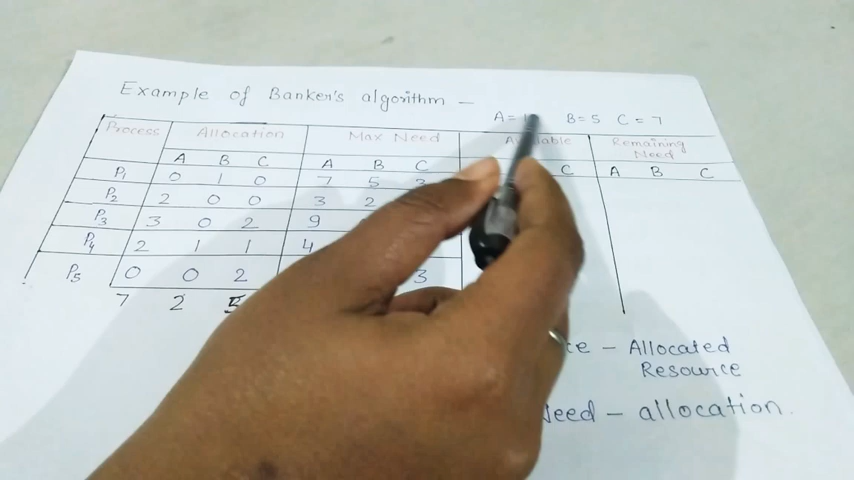 Example of Banker's algorithm —
A = B = 5 C = 7
Process Allocation Max Need Remaining Need
A B C A B C C A B C
P1 0 1 0 7 5
P2 2 0 0 3 2
P3 3 0 2 9
P4 2 1 1 4
P5 0 0 2 3
7 2 5
– Allocated
Resource
Need – allocation.